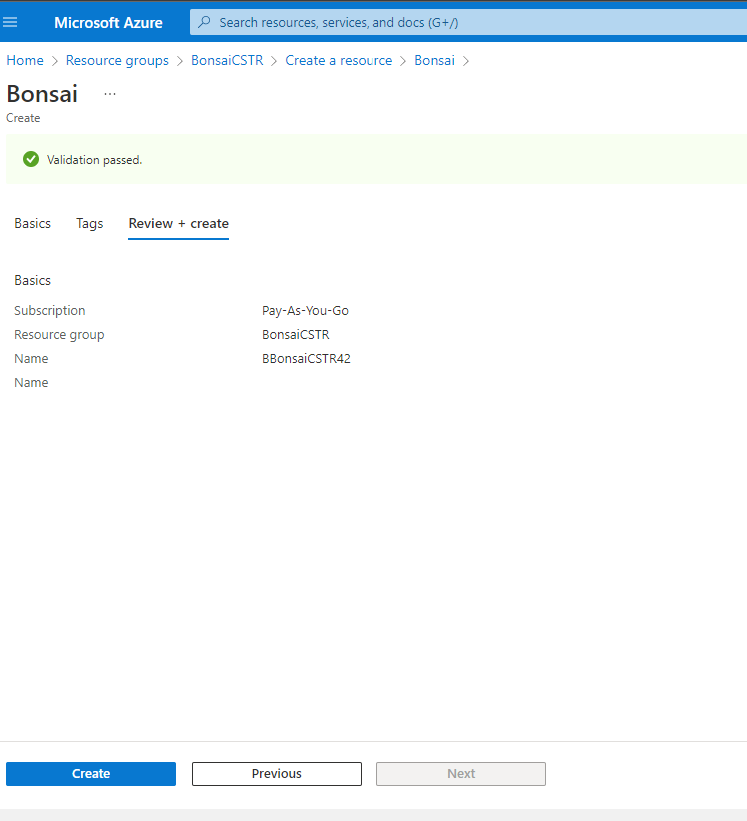 Microsoft Azure
Search resources, services, and docs (G+/)
Home > Resource groups > BonsaiCSTR > Create a resource > Bonsai >
Bonsai ...
Create
Validation passed.
Basics Tags Review + create
Basics
Subscription Pay-As-You-Go
Resource group BonsaiCSTR
Name BBonsaiCSTR42
Name
Create Previous Next